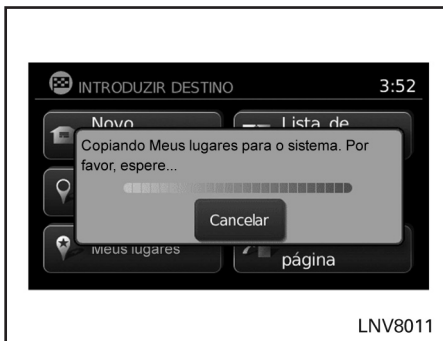 INTRODUZIR DESTINO 3:52
Novo Lista de
Copiando Meus lugares para o sistema. Por
favor, espere...
Cancelar
Meus lugares
página
LNV8011